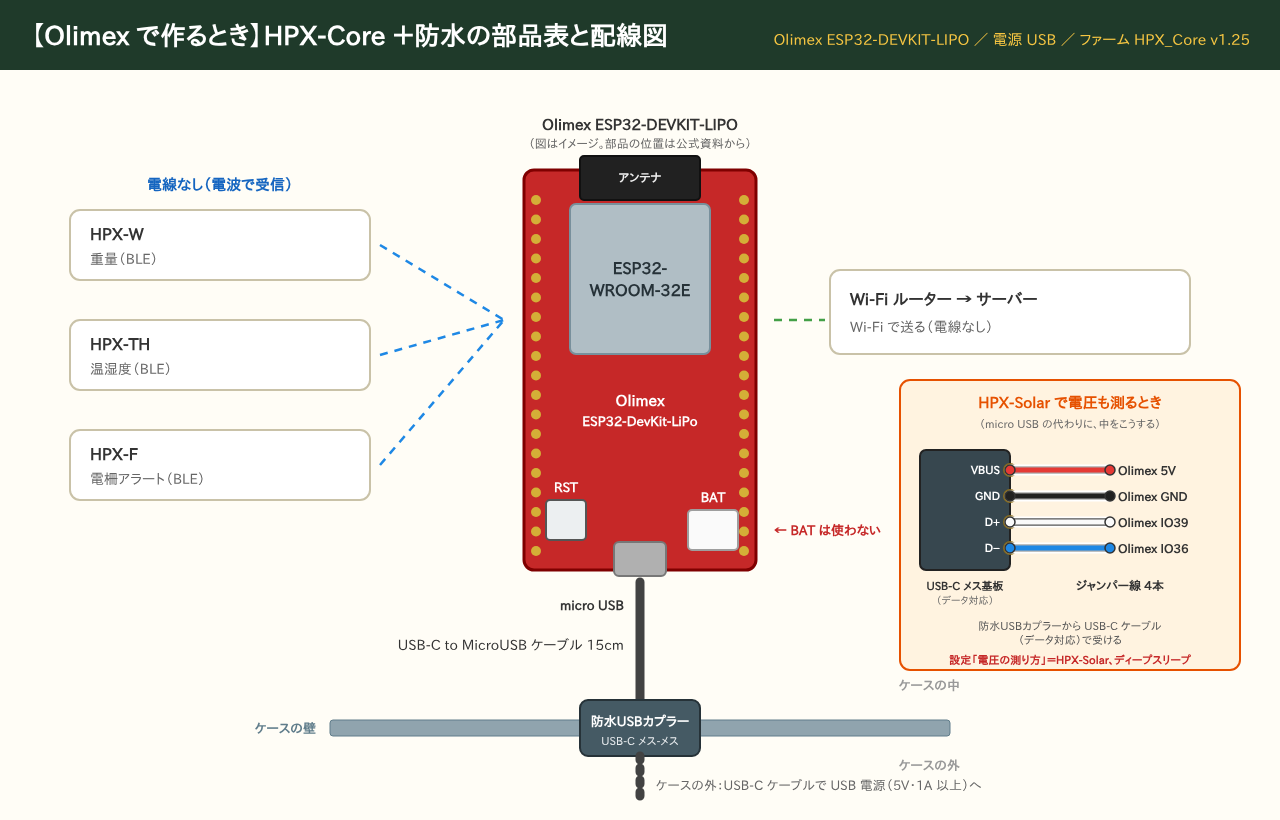 【Olimex で作るとき】HPX-Core ＋防水の部品表と配線図
Olimex ESP32-DEVKIT-LIPO ／ 電源 USB ／ ファーム HPX_Core v1.25
Olimex ESP32-DEVKIT-LIPO
（図はイメージ。部品の位置は公式資料から）
アンテナ
電線なし（電波で受信）
HPX-W
重量（BLE）
HPX-TH
温湿度（BLE）
HPX-F
電柵アラート（BLE）
ESP32-
WROOM-32E
Olimex
ESP32-DevKit-LiPo
RST
BAT
Wi-Fi ルーター → サーバー
Wi-Fi で送る（電線なし）
← BAT は使わない
HPX-Solar で電圧も測るとき
（micro USB の代わりに、中をこうする）
VBUS
Olimex 5V
GND
Olimex GND
D+
Olimex IO39
D−
Olimex IO36
USB-C メス基板
（データ対応）
ジャンパー線 4本
防水USBカプラーから USB-C ケーブル
（データ対応）で受ける
設定「電圧の測り方」＝HPX-Solar、ディープスリープ
micro USB
USB-C to MicroUSB ケーブル 15cm
ケースの中
ケースの壁
防水USBカプラー
USB-C メス-メス
ケースの外
ケースの外：USB-C ケーブルで USB 電源（5V・1A 以上）へ